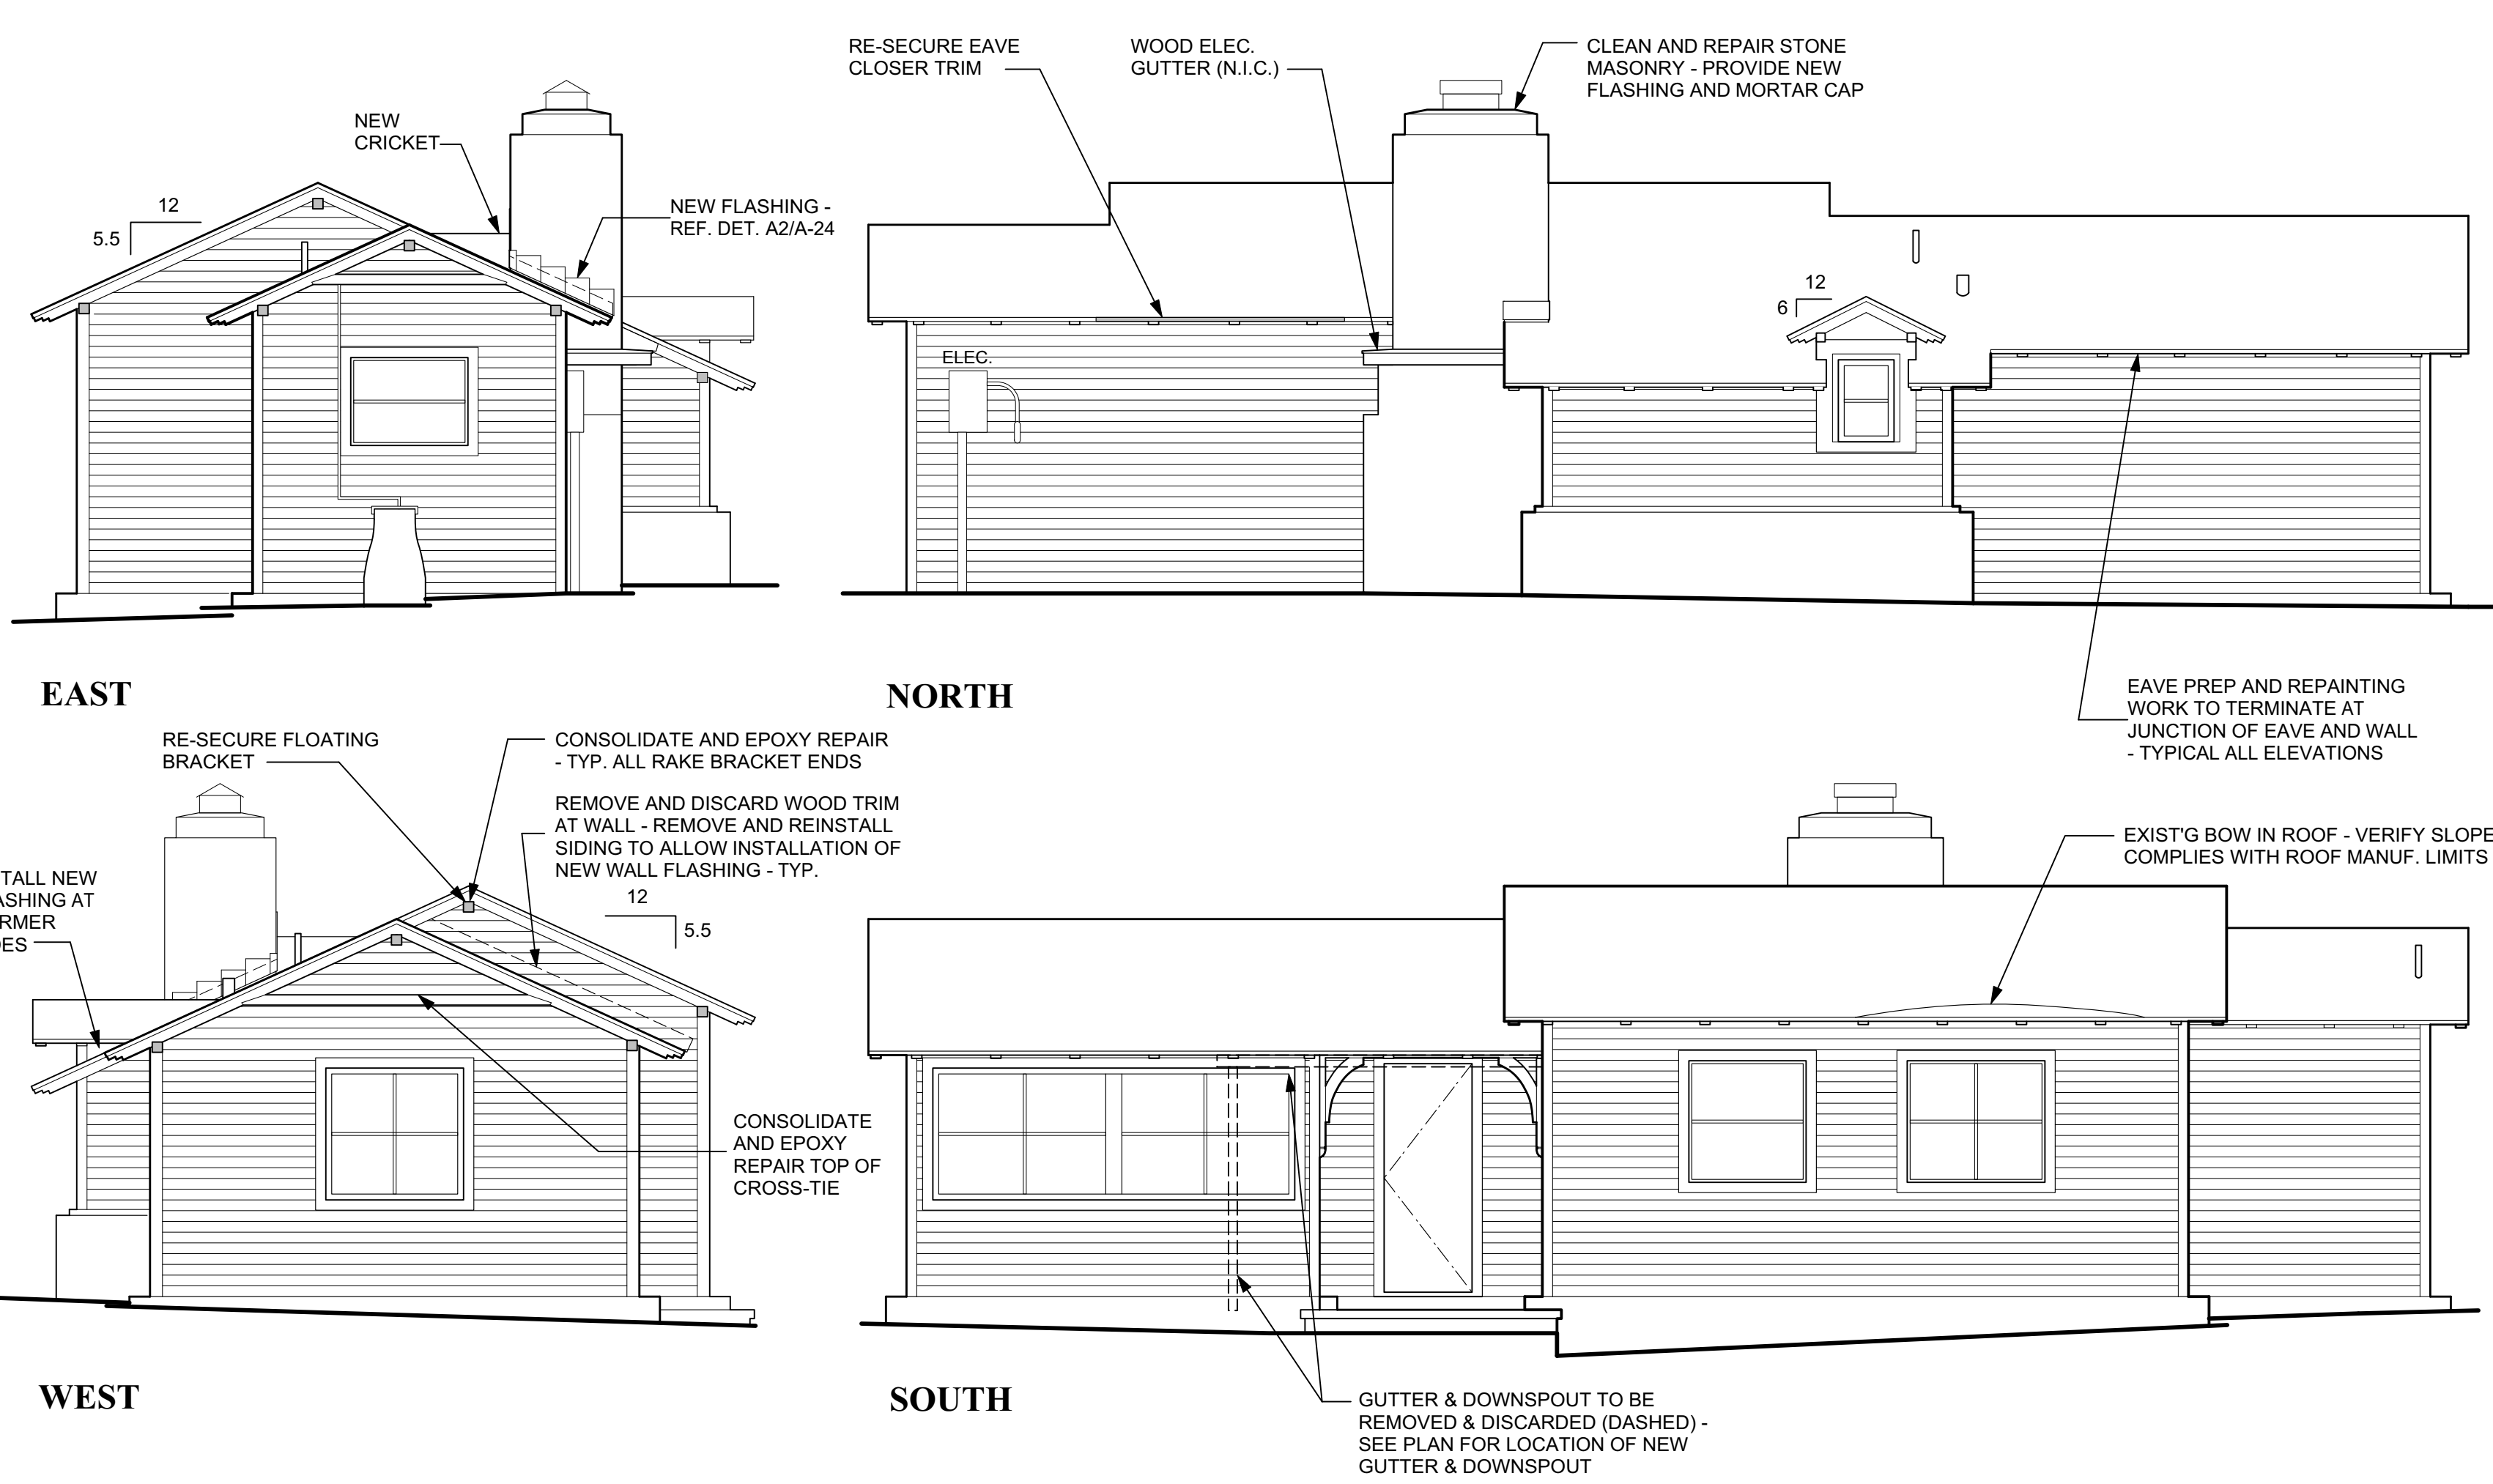 RE-SECURE EAVE
CLOSER TRIM
WOOD ELEC.
GUTTER (N.I.C.)
CLEAN AND REPAIR STONE
MASONRY - PROVIDE NEW
FLASHING AND MORTAR CAP
NEW
CRICKET
12
5.5
NEW FLASHING -
REF. DET. A2/A-24
12
6
ELEC.
EAST
NORTH
EAVE PREP AND REPAINTING
WORK TO TERMINATE AT
JUNCTION OF EAVE AND WALL
- TYPICAL ALL ELEVATIONS
RE-SECURE FLOATING
BRACKET
CONSOLIDATE AND EPOXY REPAIR
- TYP. ALL RAKE BRACKET ENDS
REMOVE AND DISCARD WOOD TRIM
AT WALL - REMOVE AND REINSTALL
SIDING TO ALLOW INSTALLATION OF
NEW WALL FLASHING - TYP.
12
5.5
TALL NEW
ASHING AT
RMER
DES
EXIST'G BOW IN ROOF - VERIFY SLOPE
COMPLIES WITH ROOF MANUF. LIMITS
CONSOLIDATE
AND EPOXY
REPAIR TOP OF
CROSS-TIE
WEST
SOUTH
GUTTER & DOWNSPOUT TO BE
REMOVED & DISCARDED (DASHED) -
SEE PLAN FOR LOCATION OF NEW
GUTTER & DOWNSPOUT